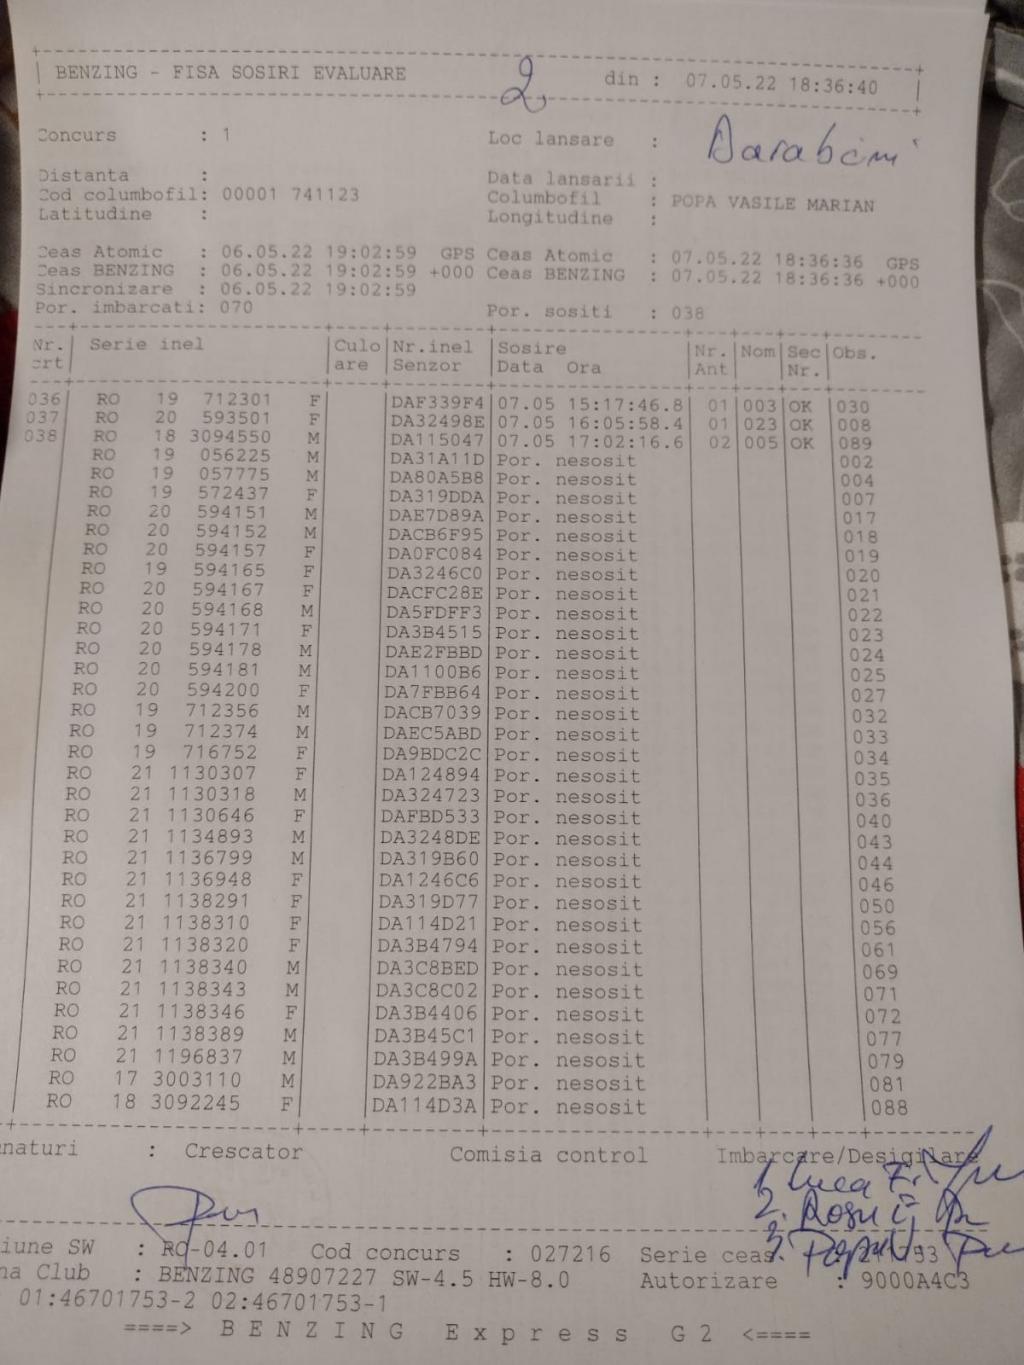 BENZING - FISA SOSIRI EVALUARE 2, din : 07.05.22 18:36:40
Concurs : 1 Loc lansare : Darabani
Distanta : Data lansarii :
Cod columbofil: 00001 741123 Columbofil : POPA VASILE MARIAN
Latitudine : Longitudine :
Ceas Atomic : 06.05.22 19:02:59 GPS Ceas Atomic : 07.05.22 18:36:36 GPS
Ceas BENZING : 06.05.22 19:02:59 +000 Ceas BENZING : 07.05.22 18:36:36 +000
Sincronizare : 06.05.22 19:02:59
Por. imbarcati: 070 Por. sositi : 038
Nr. Serie inel Culo Nr.inel Sosire Nr. Nom Sec Obs.
crt are Senzor Data Ora Ant Nr.
036 RO 19 712301 F DAF339F4 07.05 15:17:46.8 01 003 OK 030
037 RO 20 593501 F DA32498E 07.05 16:05:58.4 01 023 OK 008
038 RO 18 3094550 M DA115047 07.05 17:02:16.6 02 005 OK 089
RO 19 056225 M DA31A11D Por. nesosit 002
RO 19 057775 M DA80A5B8 Por. nesosit 004
RO 19 572437 F DA319DDA Por. nesosit 007
RO 20 594151 M DAE7D89A Por. nesosit 017
RO 20 594152 M DACB6F95 Por. nesosit 018
RO 20 594157 F DA0FC084 Por. nesosit 019
RO 19 594165 F DA3246C0 Por. nesosit 020
RO 20 594167 F DACFC28E Por. nesosit 021
RO 20 594168 M DA5FDFF3 Por. nesosit 022
RO 20 594171 F DA3B4515 Por. nesosit 023
RO 20 594178 M DAE2FBBD Por. nesosit 024
RO 20 594181 M DA1100B6 Por. nesosit 025
RO 20 594200 F DA7FBB64 Por. nesosit 027
RO 19 712356 M DACB7039 Por. nesosit 032
RO 19 712374 M DAEC5ABD Por. nesosit 033
RO 19 716752 F DA9BDC2C Por. nesosit 034
RO 21 1130307 F DA124894 Por. nesosit 035
RO 21 1130318 M DA324723 Por. nesosit 036
RO 21 1130646 F DAFBD533 Por. nesosit 040
RO 21 1134893 M DA3248DE Por. nesosit 043
RO 21 1136799 M DA319B60 Por. nesosit 044
RO 21 1136948 F DA1246C6 Por. nesosit 046
RO 21 1138291 F DA319D77 Por. nesosit 050
RO 21 1138310 F DA114D21 Por. nesosit 056
RO 21 1138320 F DA3B4794 Por. nesosit 061
RO 21 1138340 M DA3C8BED Por. nesosit 069
RO 21 1138343 M DA3C8C02 Por. nesosit 071
RO 21 1138346 F DA3B4406 Por. nesosit 072
RO 21 1138389 M DA3B45C1 Por. nesosit 077
RO 21 1196837 M DA3B499A Por. nesosit 079
RO 17 3003110 M DA922BA3 Por. nesosit 081
RO 18 3092245 F DA114D3A Por. nesosit 088
naturi : Crescator Comisia control Imbarcare/Desigilare
1. Luca
2. Rosu
3. Popa
iune SW : RO-04.01 Cod concurs : 027216 Serie ceas
na Club : BENZING 48907227 SW-4.5 HW-8.0 Autorizare : 9000A4C3
01:46701753-2 02:46701753-1
====> BENZING Express G2 <====